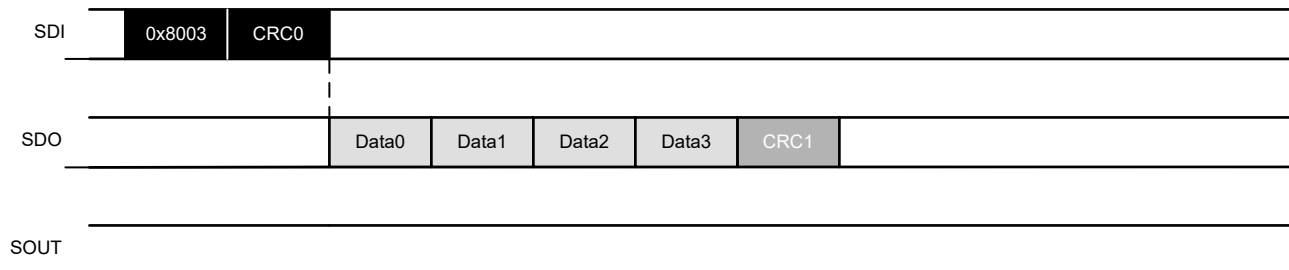 SDI 0x8003 CRC0
SDO Data0 Data1 Data2 Data3 CRC1
SOUT